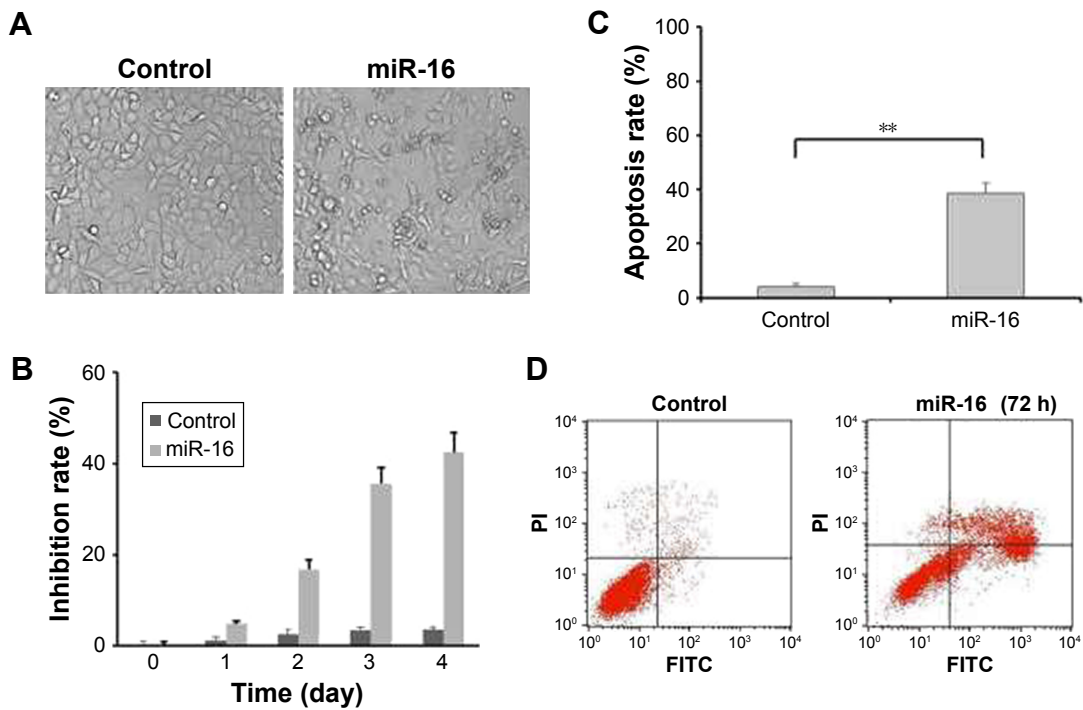 A
Control
miR-16
C
Apoptosis rate (%)
100
80
60
40
20
0
**
Control
miR-16
B
Inhibition rate (%)
60
40
20
0
Control
miR-16
0 1 2 3 4
Time (day)
D
Control
PI
10⁴
10³
10²
10¹
10⁰
10⁰ 10¹ 10² 10³ 10⁴
FITC
miR-16 (72 h)
PI
10⁴
10³
10²
10¹
10⁰
10⁰ 10¹ 10² 10³ 10⁴
FITC